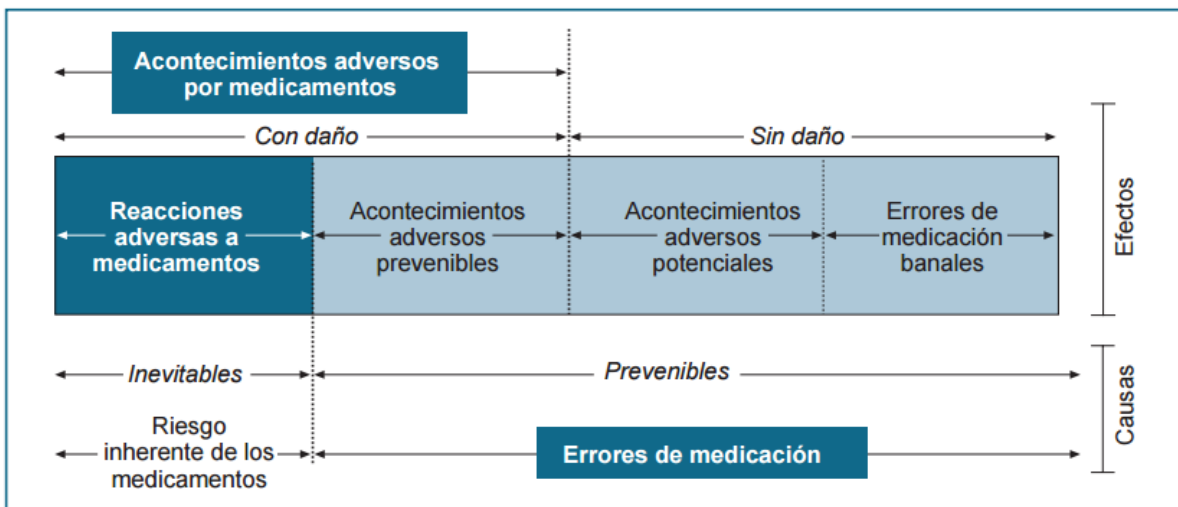 Acontecimientos adversos
por medicamentos
Con daño
Sin daño
Reacciones
adversas a
medicamentos
Acontecimientos
adversos
prevenibles
Acontecimientos
adversos
potenciales
Errores de
medicación
banales
Efectos
Inevitables
Prevenibles
Riesgo
inherente de los
medicamentos
Errores de medicación
Causas